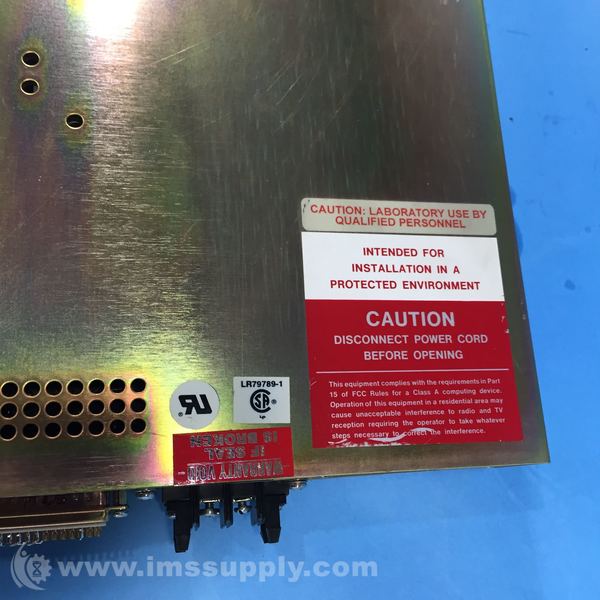 CAUTION: LABORATORY USE BY
QUALIFIED PERSONNEL
INTENDED FOR
INSTALLATION IN A
PROTECTED ENVIRONMENT
CAUTION
DISCONNECT POWER CORD
BEFORE OPENING
This equipment complies with the requirements in Part
15 of FCC Rules for a Class A computing device.
Operation of this equipment in a residential area may
cause unacceptable interference to radio and TV
reception requiring the operator to take whatever
steps necessary to correct the interference.
LR79789-1
WARRANTY VOID
IF SEAL
IS BROKEN
www.imssupply.com